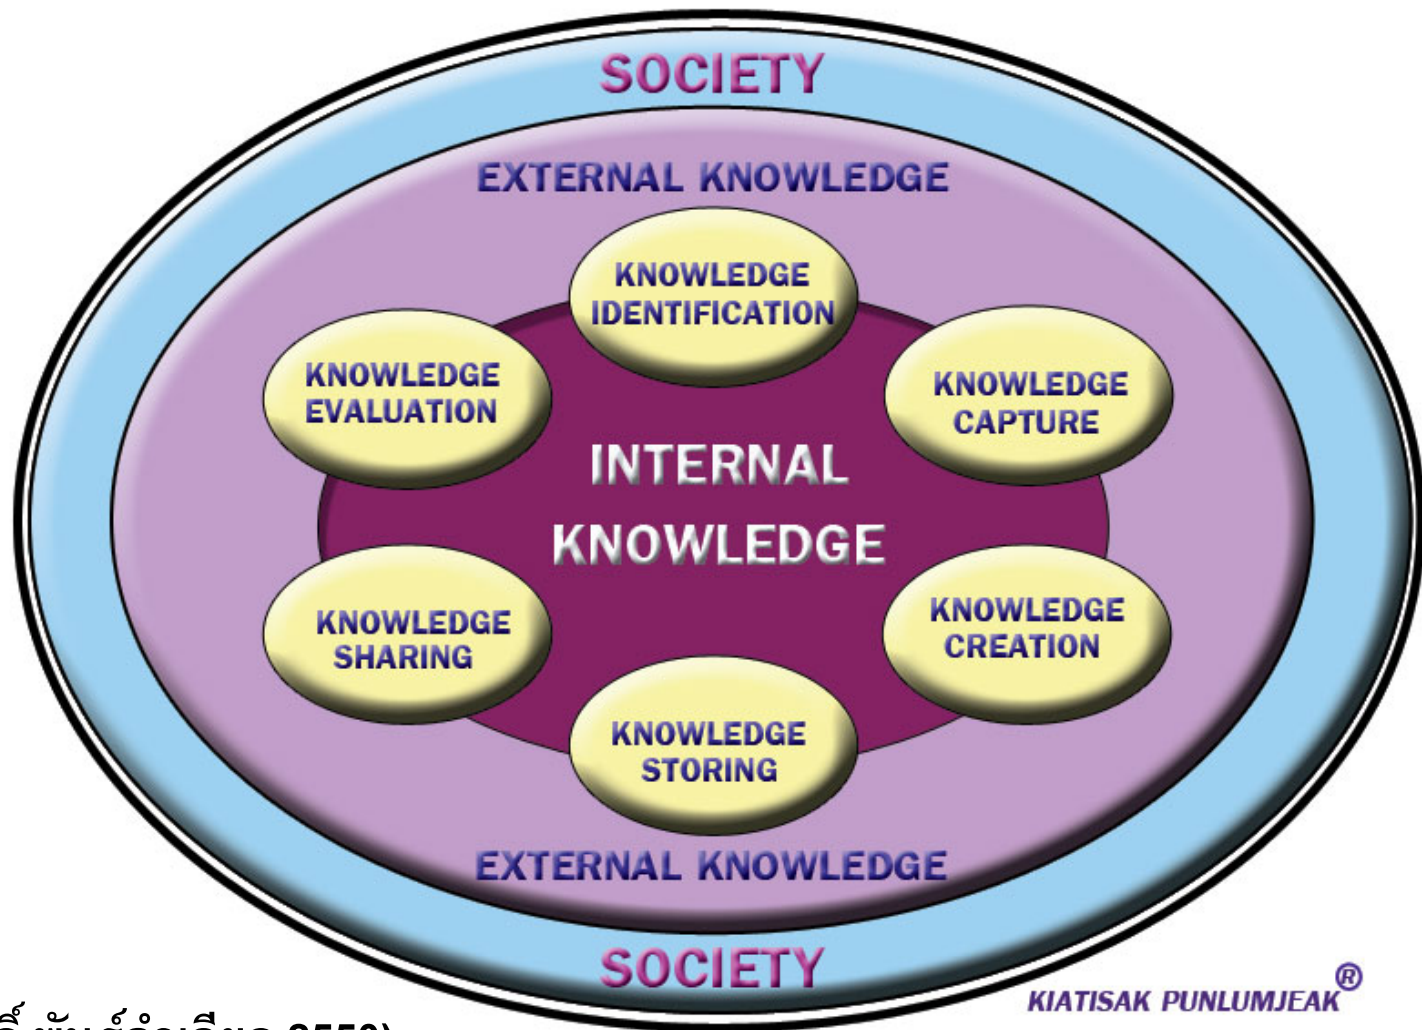 SOCIETY
EXTERNAL KNOWLEDGE
KNOWLEDGE
IDENTIFICATION
KNOWLEDGE
EVALUATION
KNOWLEDGE
CAPTURE
INTERNAL
KNOWLEDGE
KNOWLEDGE
SHARING
KNOWLEDGE
CREATION
KNOWLEDGE
STORING
EXTERNAL KNOWLEDGE
SOCIETY
KIATISAK PUNLUMJEAK®